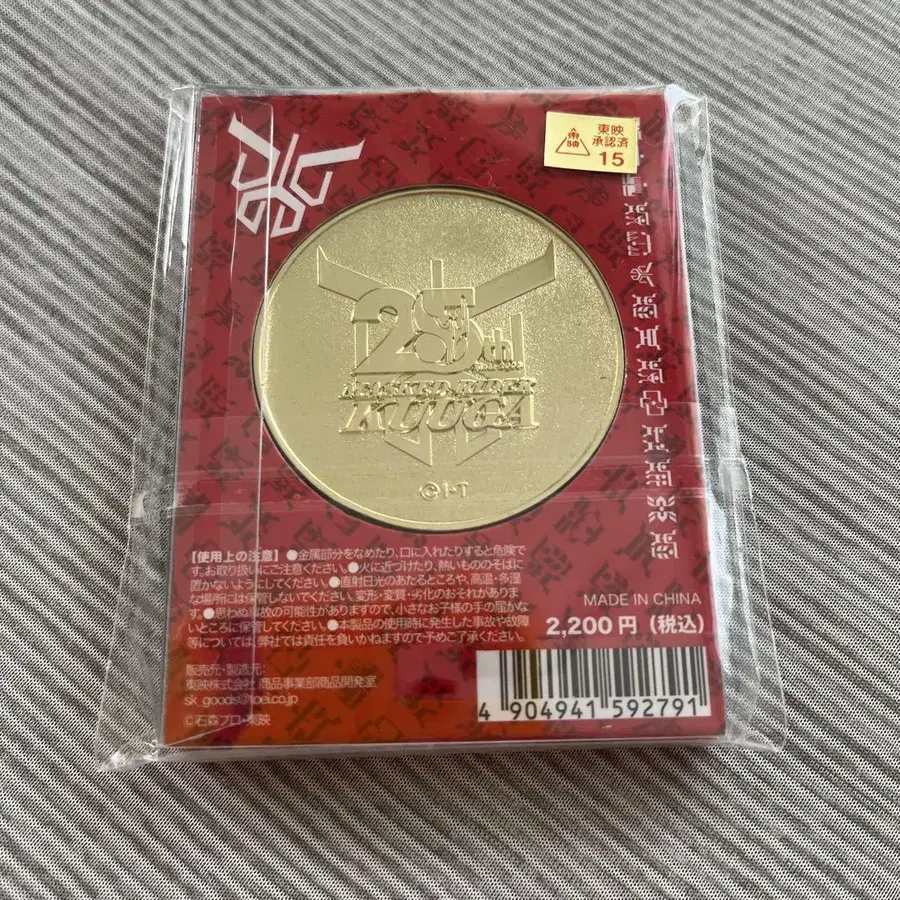 東映
承認済
15
東映
25th
Since 2000
MASKED RIDER
KUUGA
©I・T
【使用上の注意】●金属部分をなめたり、口に入れたりすると危険で
す。お取り扱いにご注意ください。●火に近づけたり、熱いもののそばに
置かないようにしてください。●直射日光のあたるところや、高温・多湿
な場所には保管しないでください。変形・変質・劣化のおそれがありま
す。●思わぬ事故の可能性がありますので、小さなお子様の手の届かな
いところに保管してください。●本製品の使用時に発生した事故や故障
等については、弊社では責任を負いかねますので予めご了承ください。
MADE IN CHINA
2,200円（税込）
販売元・製造元：
東映株式会社 商品事業部商品開発室
sk_goods@toei.co.jp
©石森プロ・東映
4 904941 592791